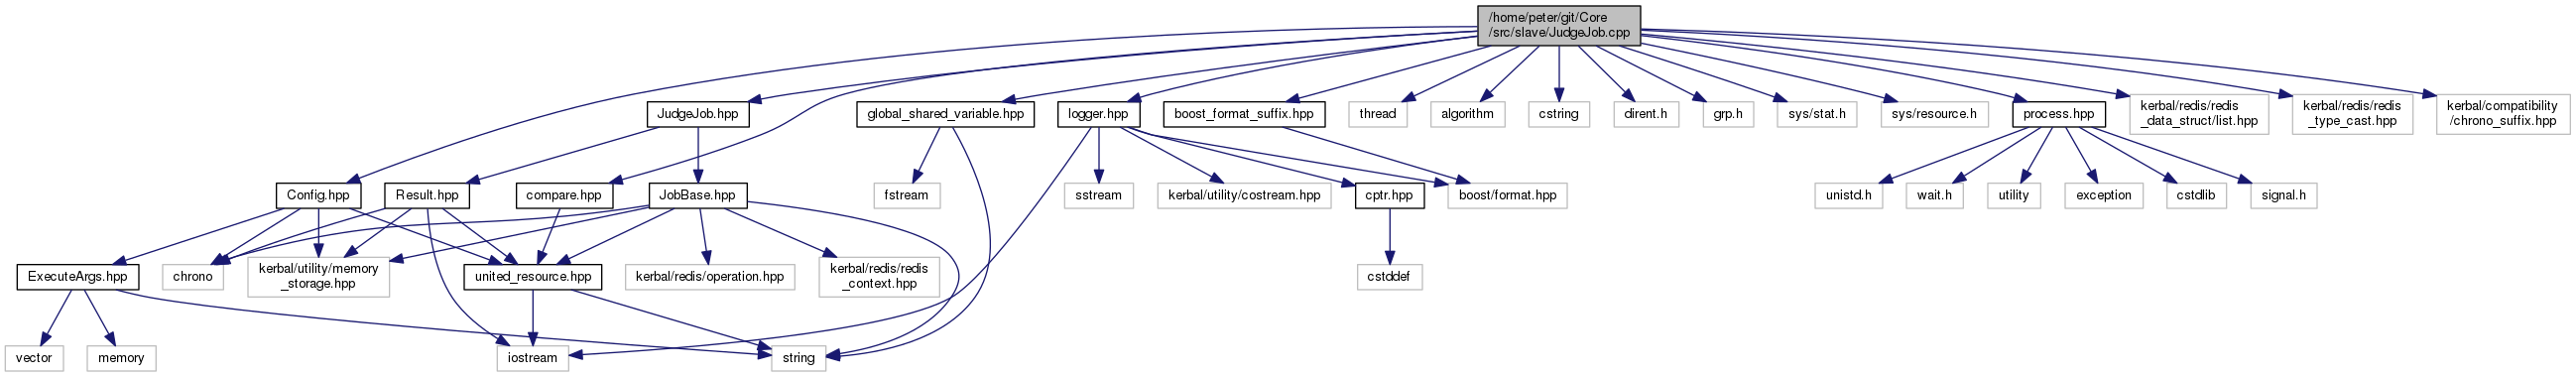 /home/peter/git/Core
/src/slave/JudgeJob.cpp
JudgeJob.hpp
global_shared_variable.hpp
logger.hpp
boost_format_suffix.hpp
thread
algorithm
cstring
dirent.h
grp.h
sys/stat.h
sys/resource.h
process.hpp
kerbal/redis/redis
_data_struct/list.hpp
kerbal/redis/redis
_type_cast.hpp
kerbal/compatibility
/chrono_suffix.hpp
Config.hpp
Result.hpp
compare.hpp
JobBase.hpp
fstream
sstream
kerbal/utility/costream.hpp
cptr.hpp
boost/format.hpp
unistd.h
wait.h
utility
exception
cstdlib
signal.h
ExecuteArgs.hpp
chrono
kerbal/utility/memory
_storage.hpp
united_resource.hpp
kerbal/redis/operation.hpp
kerbal/redis/redis
_context.hpp
cstddef
vector
memory
iostream
string